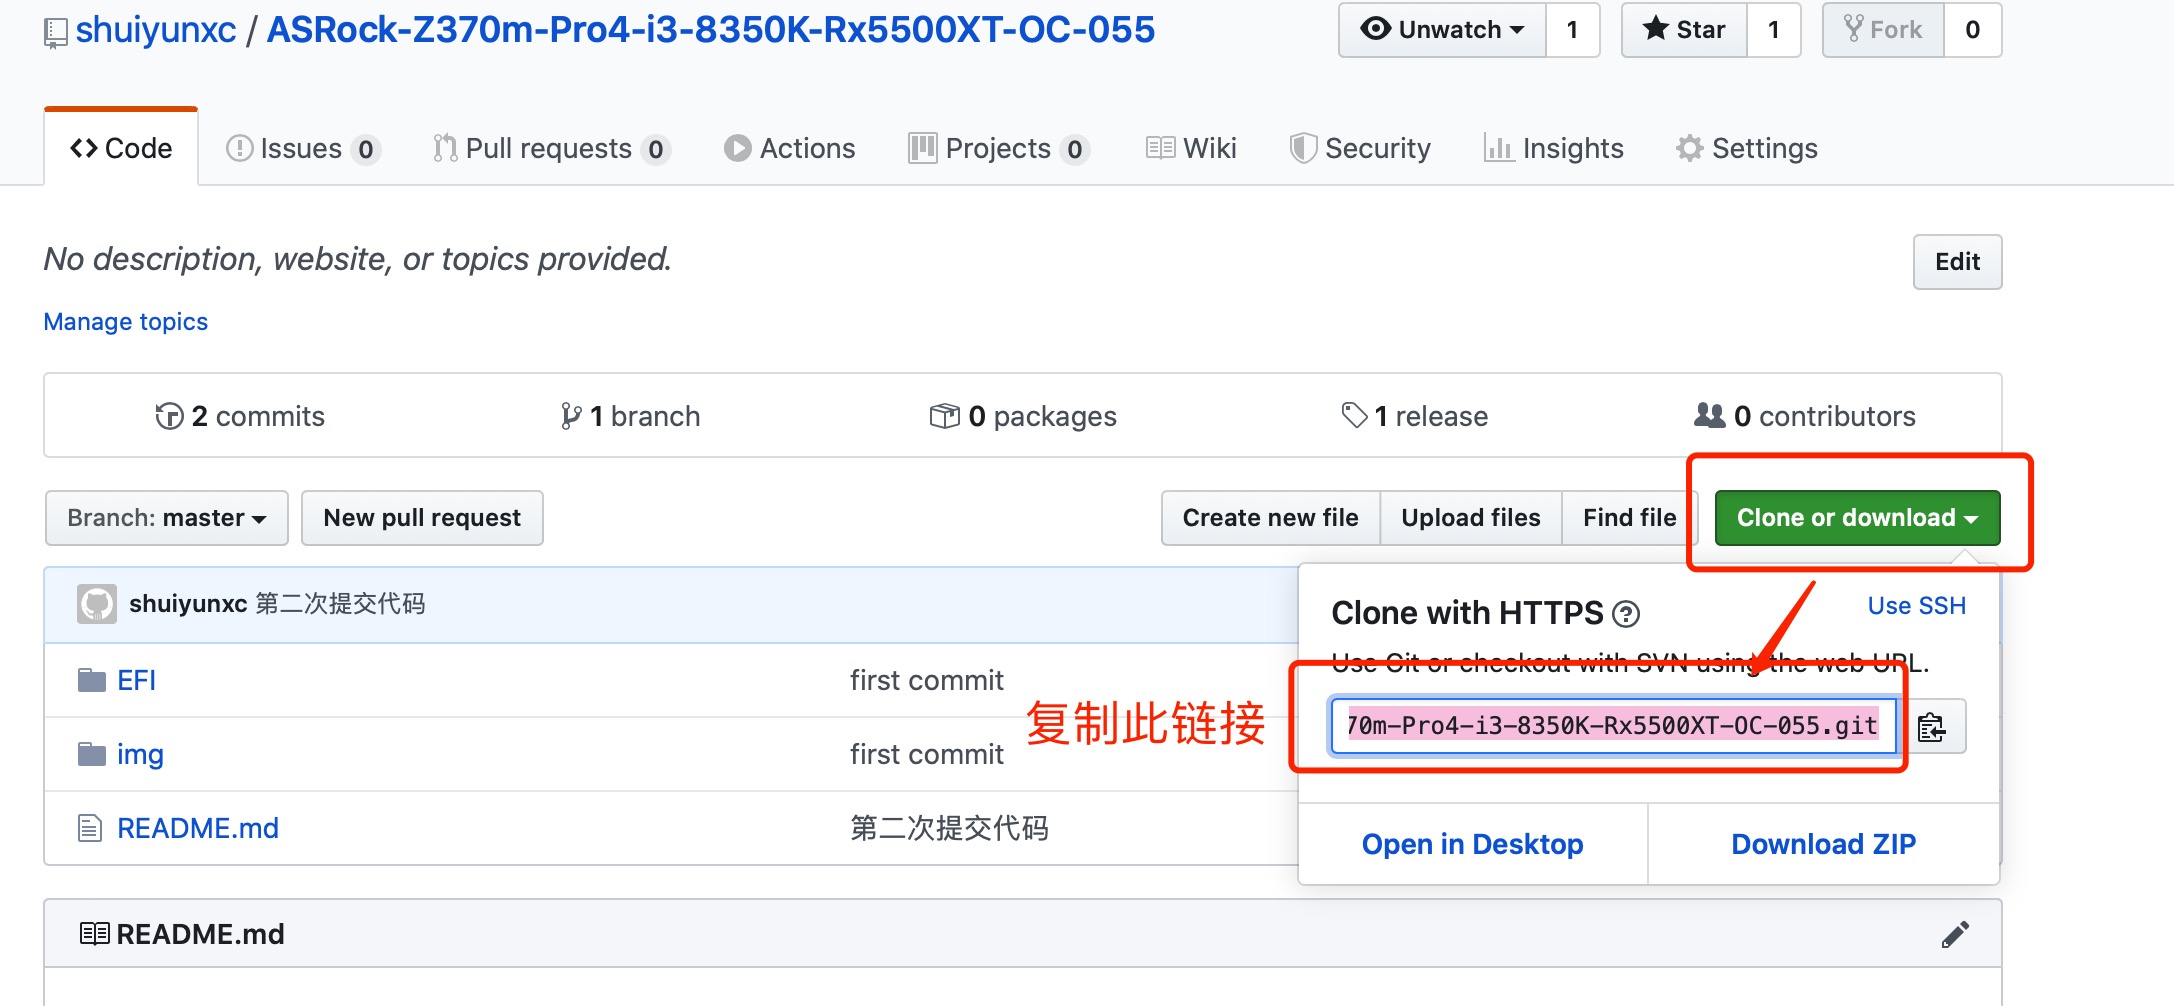 shuiyunxc / ASRock-Z370m-Pro4-i3-8350K-Rx5500XT-OC-055
Unwatch 1 Star 1 Fork 0
Code Issues 0 Pull requests 0 Actions Projects 0 Wiki Security Insights Settings
No description, website, or topics provided.
Edit
Manage topics
2 commits 1 branch 0 packages 1 release 0 contributors
Branch: master New pull request Create new file Upload files Find file Clone or download
shuiyunxc 第二次提交代码
Clone with HTTPS Use SSH
Use Git or checkout with SVN using the web URL.
EFI first commit
复制此链接
70m-Pro4-i3-8350K-Rx5500XT-OC-055.git
img first commit
README.md 第二次提交代码
Open in Desktop Download ZIP
README.md